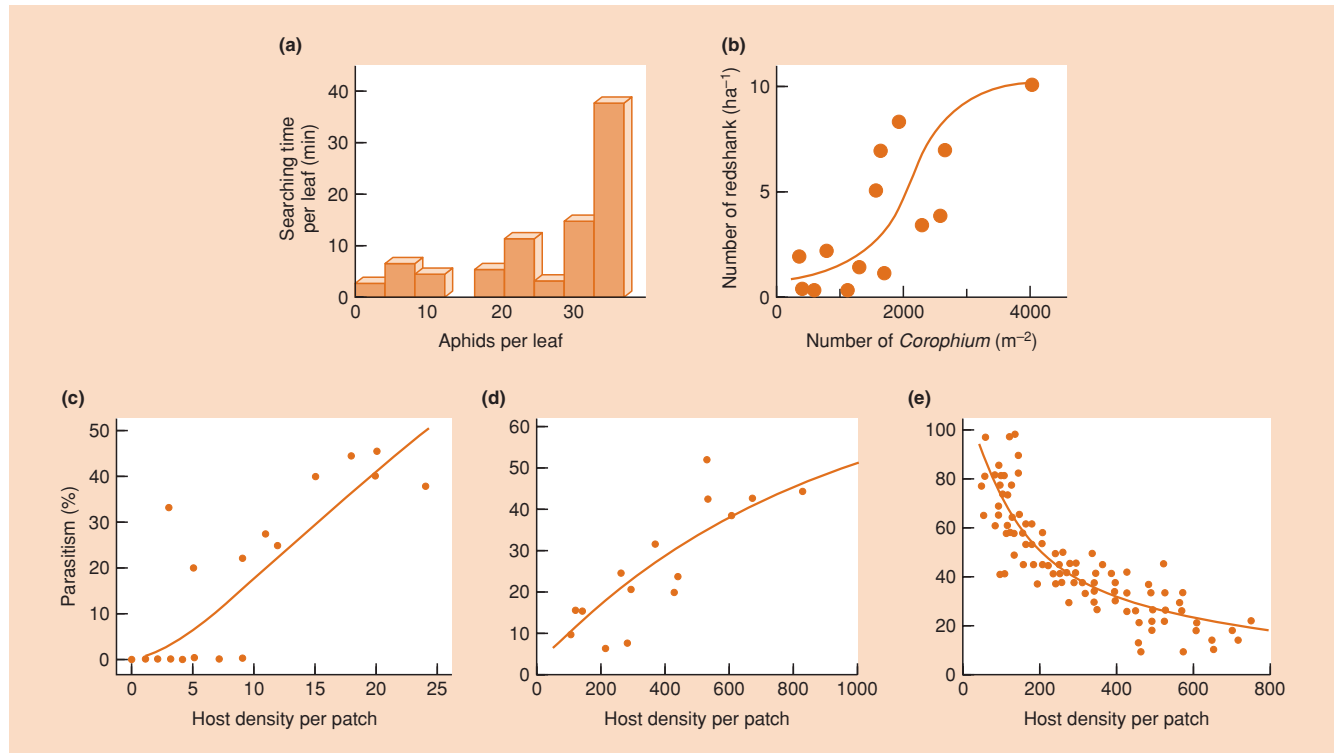 (a)
Searching time
per leaf (min)
40
30
20
10
0
0 10 20 30
Aphids per leaf
(b)
Number of redshank (ha⁻¹)
10
5
0
0 2000 4000
Number of Corophium (m⁻²)
(c)
Parasitism (%)
50
40
30
20
10
0
0 5 10 15 20 25
Host density per patch
(d)
60
50
40
30
20
10
0
0 200 400 600 800 1000
Host density per patch
(e)
100
80
60
40
20
0
0 200 400 600 800
Host density per patch